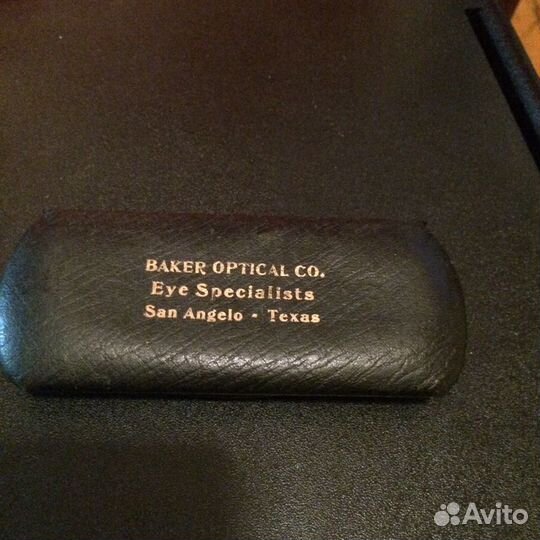 BAKER OPTICAL CO.
Eye Specialists
San Angelo - Texas
Avito